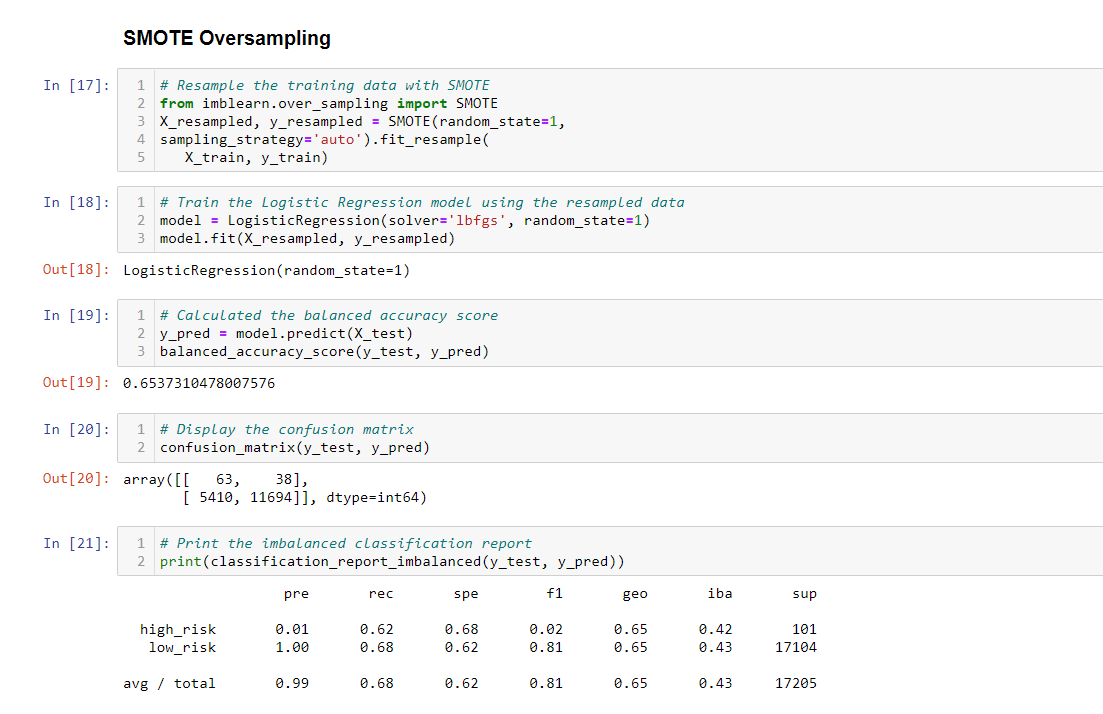 SMOTE Oversampling
In [17]:
1 # Resample the training data with SMOTE
2 from imblearn.over_sampling import SMOTE
3 X_resampled, y_resampled = SMOTE(random_state=1,
4 sampling_strategy='auto').fit_resample(
5    X_train, y_train)
In [18]:
1 # Train the Logistic Regression model using the resampled data
2 model = LogisticRegression(solver='lbfgs', random_state=1)
3 model.fit(X_resampled, y_resampled)
Out[18]: LogisticRegression(random_state=1)
In [19]:
1 # Calculated the balanced accuracy score
2 y_pred = model.predict(X_test)
3 balanced_accuracy_score(y_test, y_pred)
Out[19]: 0.6537310478007576
In [20]:
1 # Display the confusion matrix
2 confusion_matrix(y_test, y_pred)
Out[20]: array([[   63,    38],
       [ 5410, 11694]], dtype=int64)
In [21]:
1 # Print the imbalanced classification report
2 print(classification_report_imbalanced(y_test, y_pred))
pre rec spe f1 geo iba sup
high_risk 0.01 0.62 0.68 0.02 0.65 0.42 101
low_risk 1.00 0.68 0.62 0.81 0.65 0.43 17104
avg / total 0.99 0.68 0.62 0.81 0.65 0.43 17205